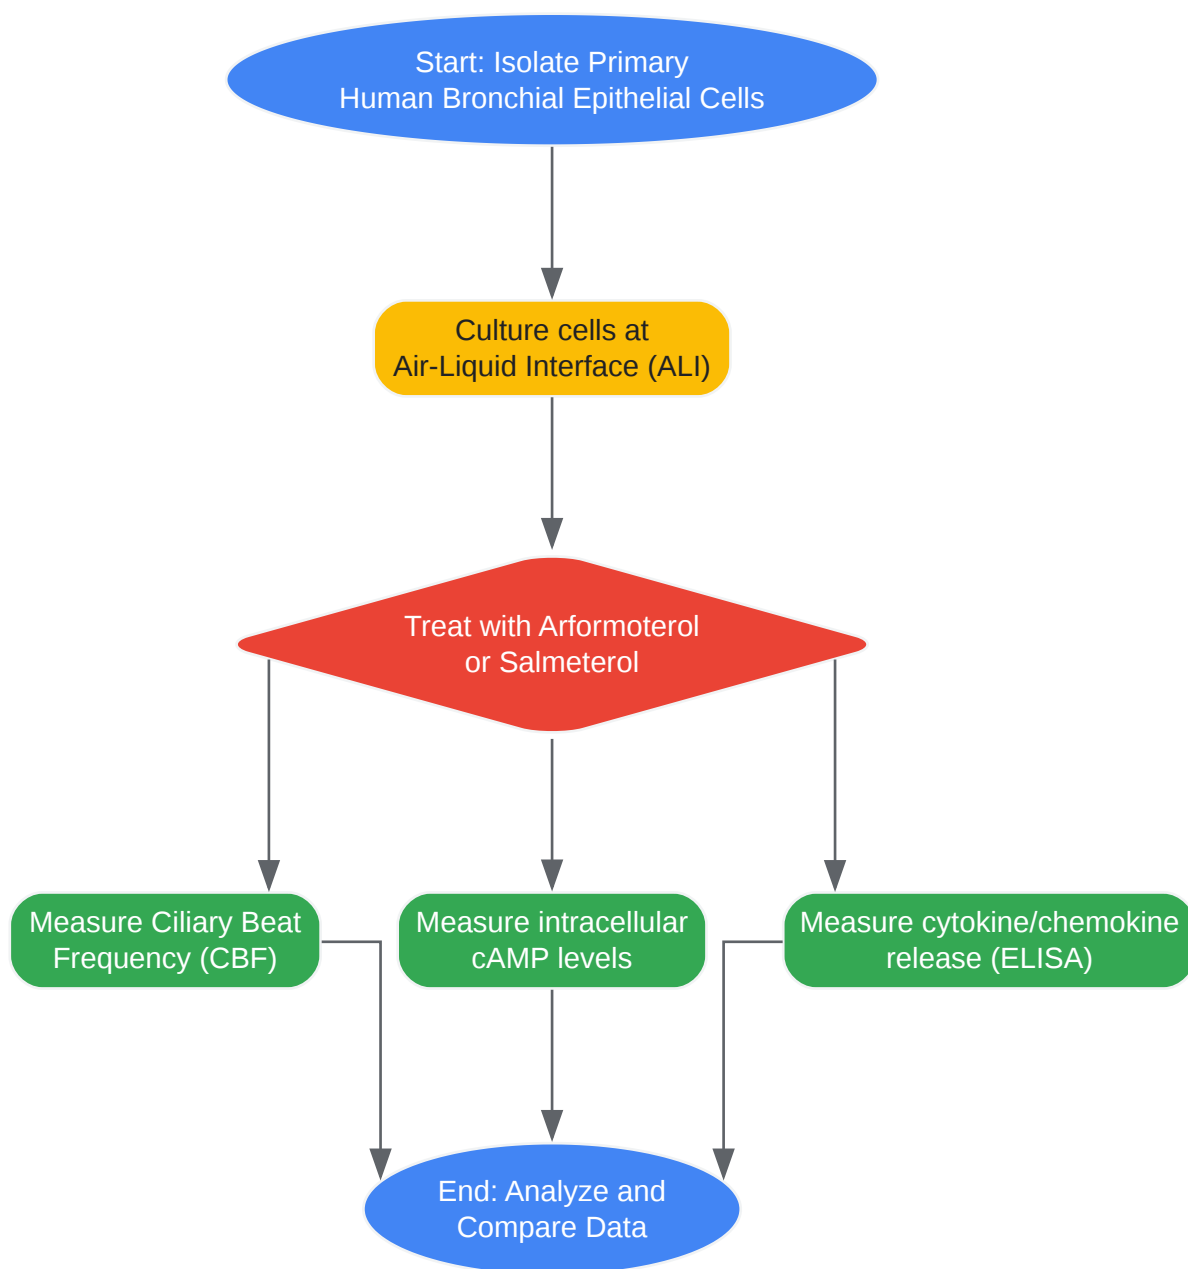 Start: Isolate Primary
Human Bronchial Epithelial Cells
Culture cells at
Air-Liquid Interface (ALI)
Treat with Arformoterol
or Salmeterol
Measure Ciliary Beat
Frequency (CBF)
Measure intracellular
cAMP levels
Measure cytokine/chemokine
release (ELISA)
End: Analyze and
Compare Data